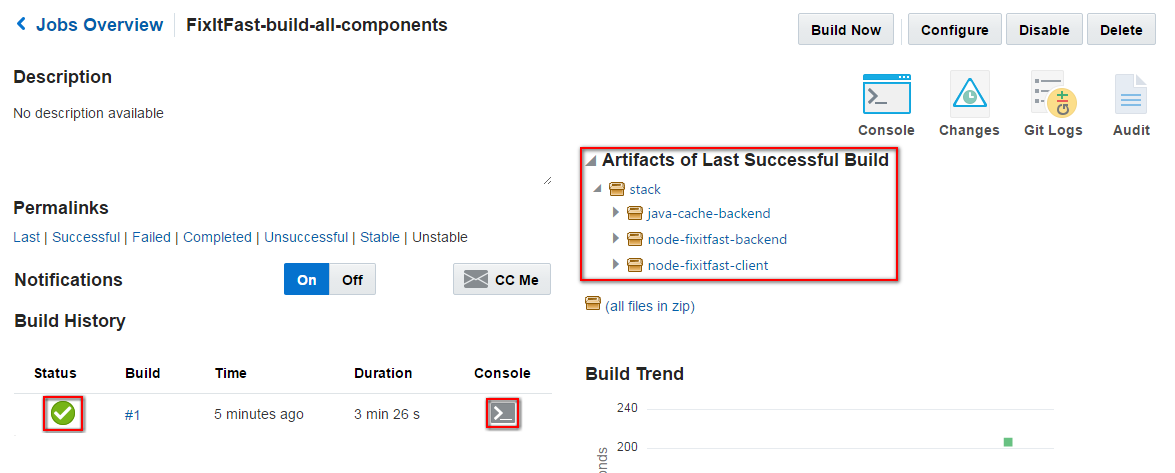 Jobs Overview FixItFast-build-all-components
Build Now Configure Disable Delete
Description
No description available
Console Changes Git Logs Audit
Git
Artifacts of Last Successful Build
stack
java-cache-backend
node-fixitfast-backend
node-fixitfast-client
(all files in zip)
Permalinks
Last | Successful | Failed | Completed | Unsuccessful | Stable | Unstable
Notifications On Off CC Me
Build History
Status Build Time Duration Console
#1 5 minutes ago 3 min 26 s
Build Trend
240
200